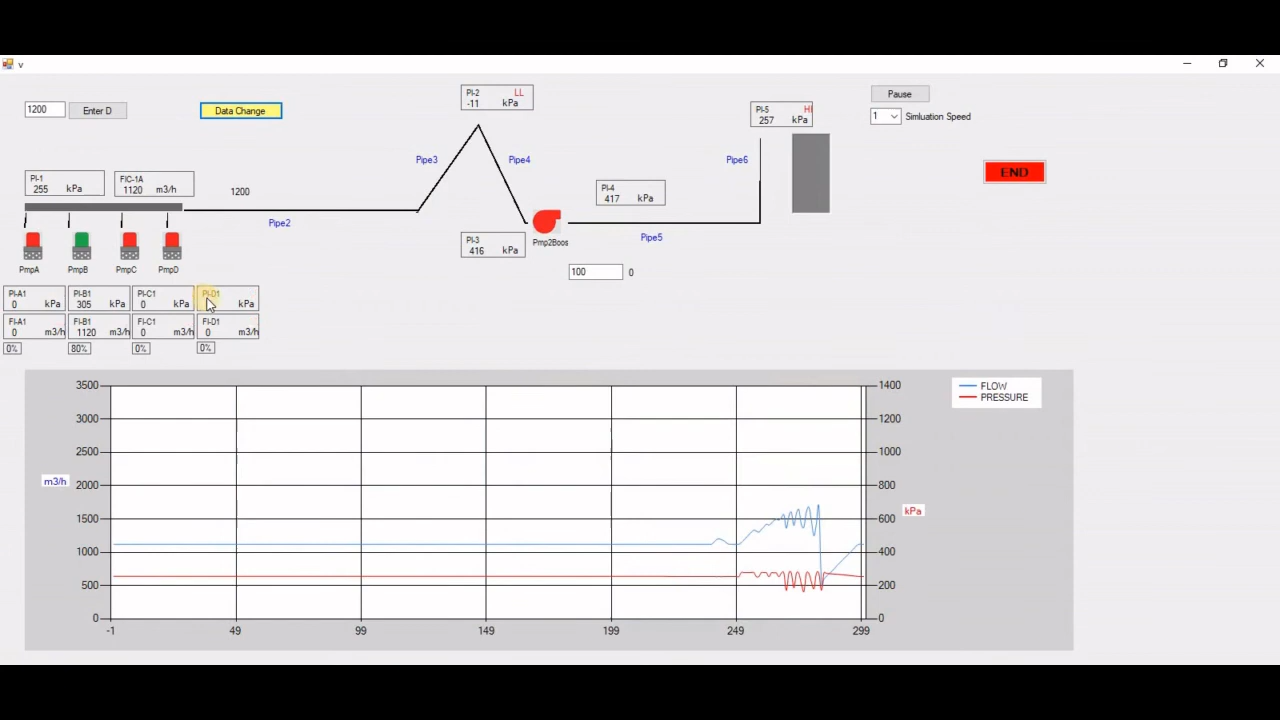 v
1200
Enter D
Data Change
PI-2 LL
-11 kPa
PI-5 HI
257 kPa
Pause
1
Simluation Speed
Pipe3
Pipe4
Pipe6
END
PI-1
255 kPa
FIC-1A
1120 m3/h
1200
PI-4
417 kPa
Pipe2
Pipe5
PI-3
416 kPa
Pmp2Boos
PmpA
PmpB
PmpC
PmpD
100
0
PI-A1
0 kPa
PI-B1
305 kPa
PI-C1
0 kPa
PI-D1
kPa
FI-A1
0 m3/h
FI-B1
1120 m3/h
FI-C1
0 m3/h
FI-D1
0 m3/h
0%
80%
0%
0%
3500
3000
2500
2000
1500
1000
500
0
m3/h
1400
1200
1000
800
600
400
200
0
kPa
FLOW
PRESSURE
-1
49
99
149
199
249
299